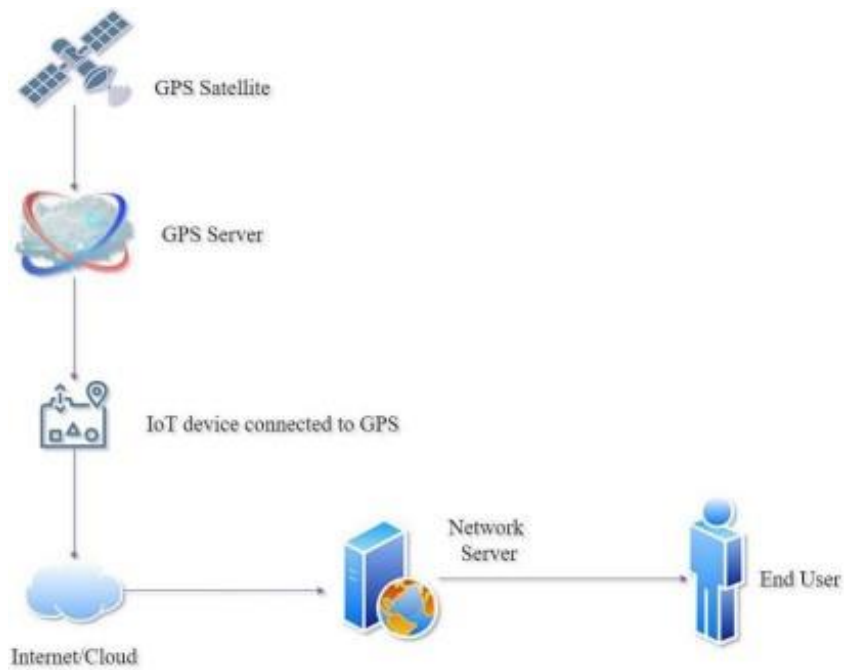 GPS Satellite
GPS Server
IoT device connected to GPS
Network
Server
End User
Internet/Cloud